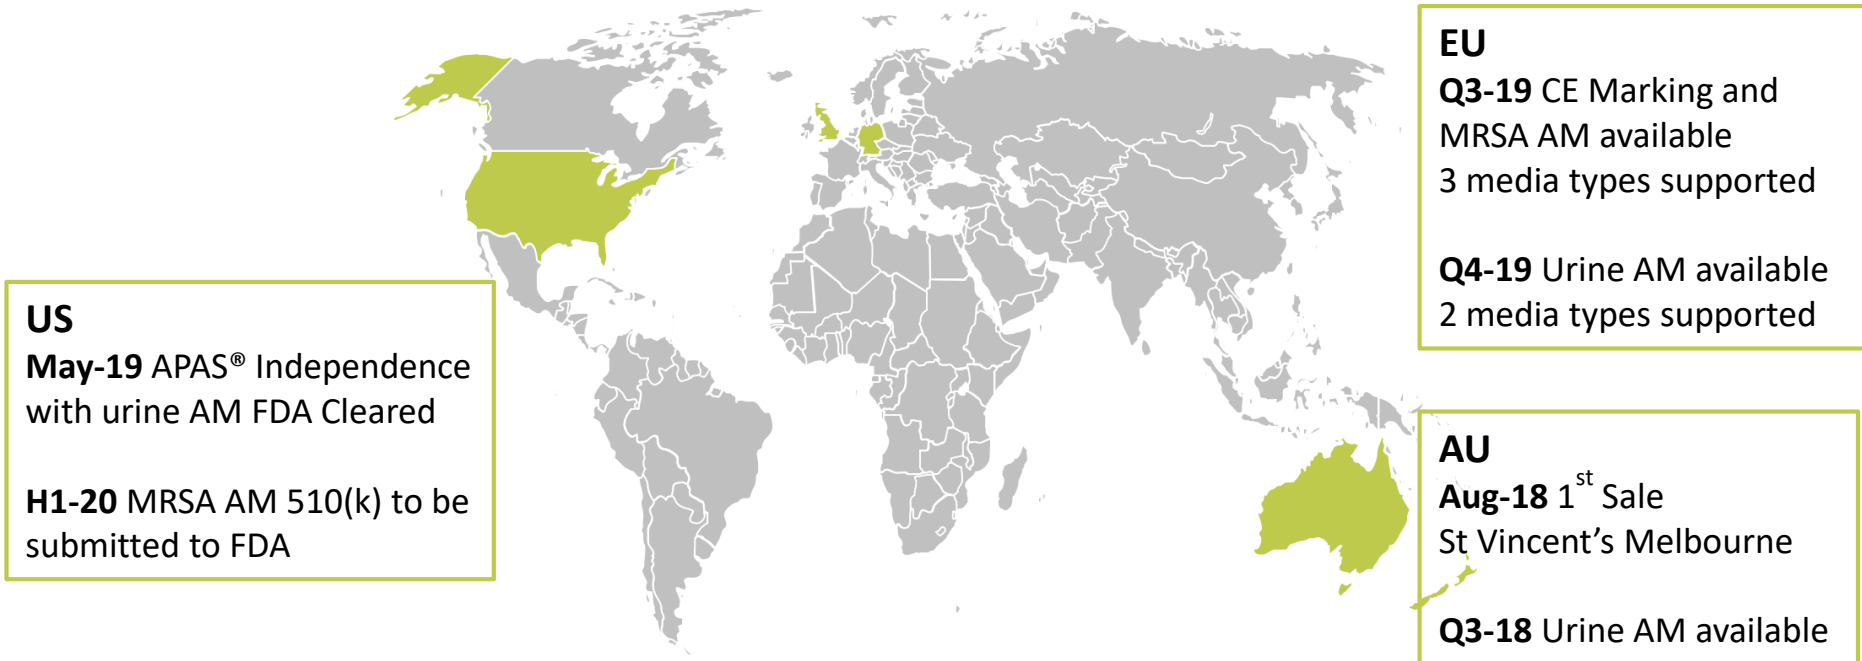 US
May-19 APAS® Independence
with urine AM FDA Cleared
H1-20 MRSA AM 510(k) to be
submitted to FDA
EU
Q3-19 CE Marking and
MRSA AM available
3 media types supported
Q4-19 Urine AM available
2 media types supported
AU
Aug-18 1st Sale
St Vincent’s Melbourne
Q3-18 Urine AM available